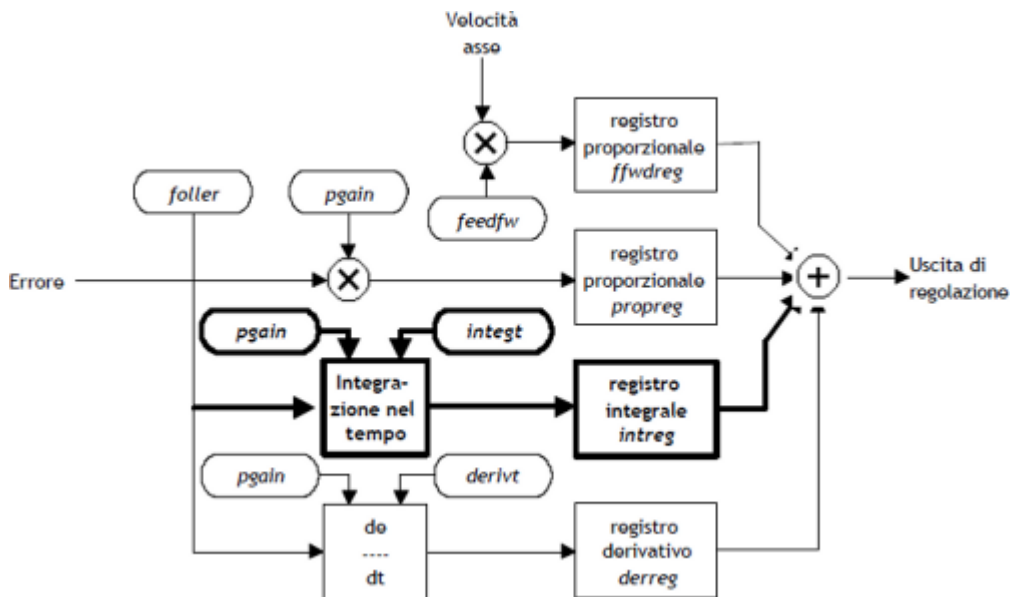 Velocità
asse
registro
proporzionale
ffwdreg
foller
pgain
feedfw
Errore
registro
proporzionale
propreg
Uscita di
regolazione
pgain
integt
Integra-
zione nel
tempo
registro
integrale
intreg
pgain
derivt
de
----
dt
registro
derivativo
derreg